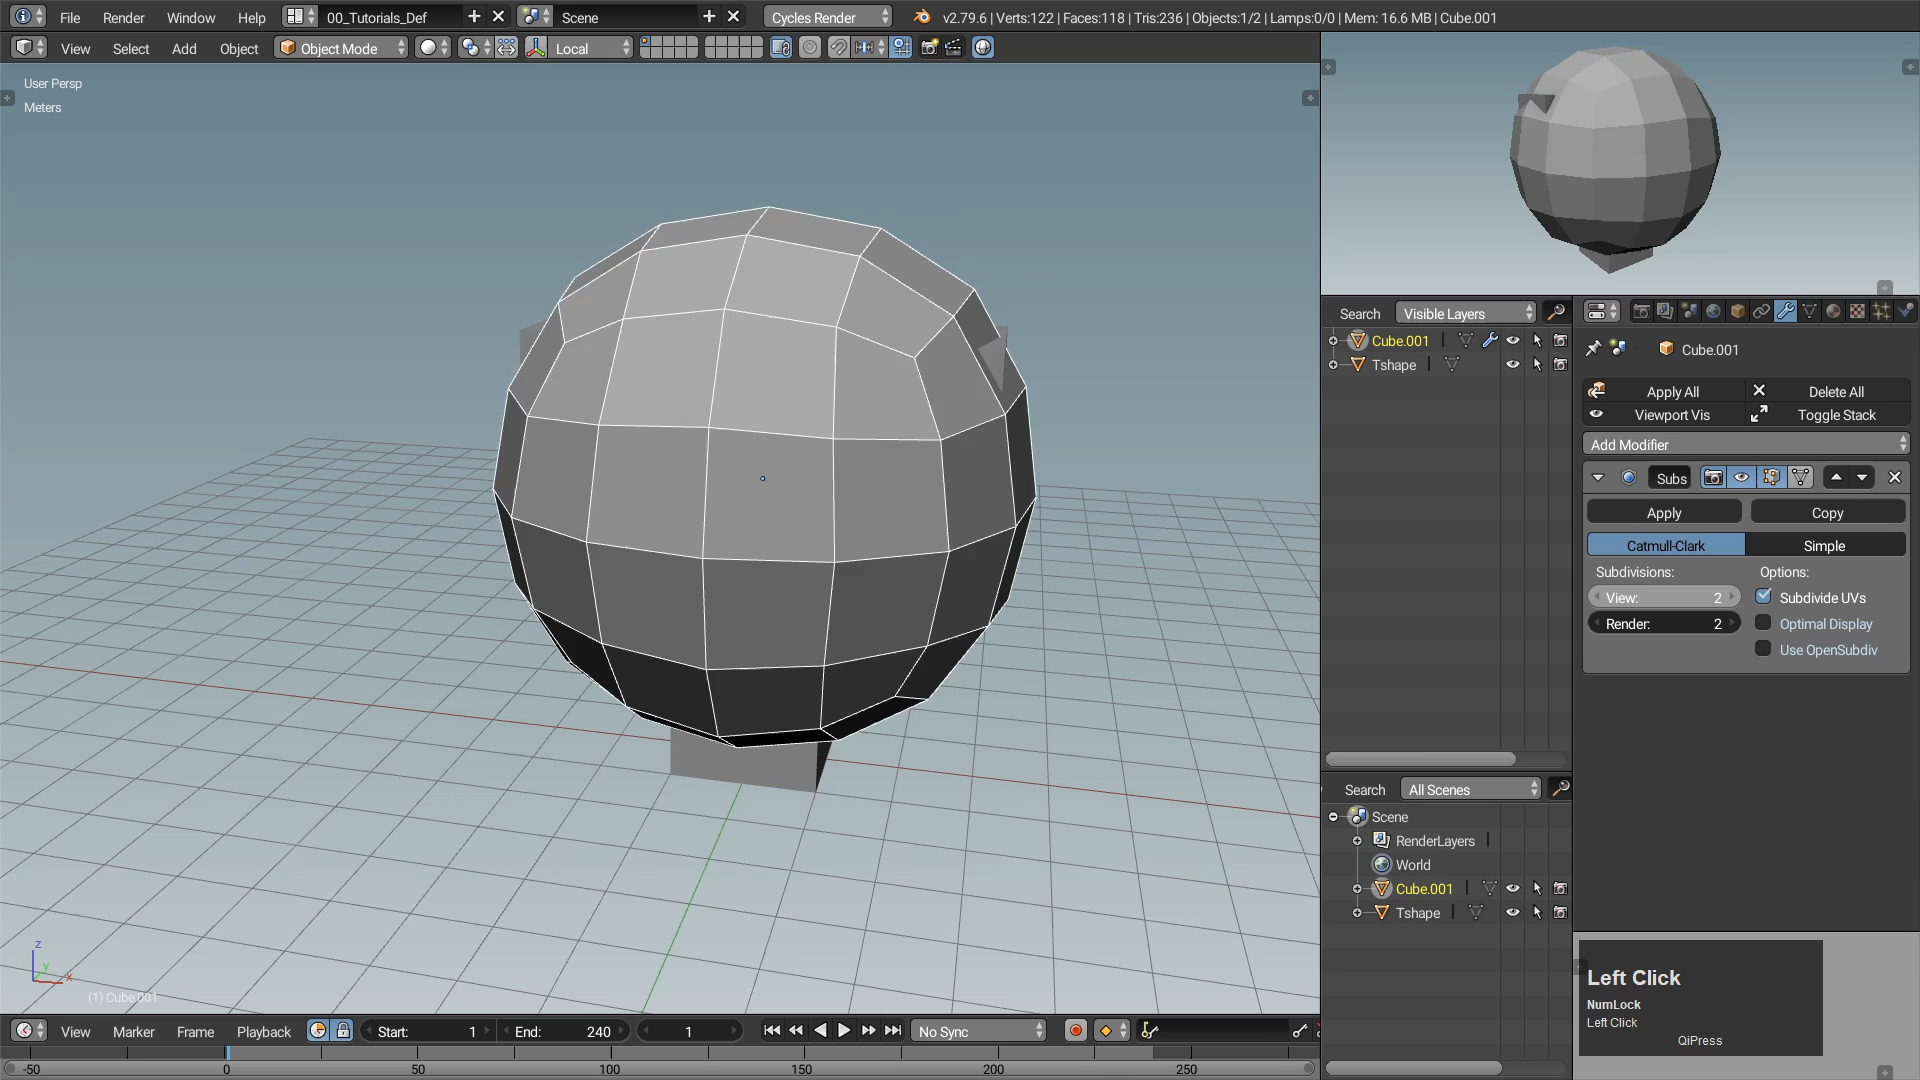 File Render Window Help 00_Tutorials_Def Scene Cycles Render v2.79.6 | Verts:122 | Faces:118 | Tris:236 | Objects:1/2 | Lamps:0/0 | Mem: 16.6 MB | Cube.001
View Select Add Object Object Mode Local
User Persp
Meters
Search Visible Layers
Cube.001
Tshape
Cube.001
Apply All Delete All
Viewport Vis Toggle Stack
Add Modifier
Subs
Apply Copy
Catmull-Clark Simple
Subdivisions: Options:
View: 2 Subdivide UVs
Render: 2 Optimal Display
Use OpenSubdiv
Search All Scenes
Scene
RenderLayers
World
Cube.001
Tshape
z
y
x
(1) Cube.001
Left Click
NumLock
Left Click
QiPress
View Marker Frame Playback Start: 1 End: 240 1 No Sync
-50 0 50 100 150 200 250